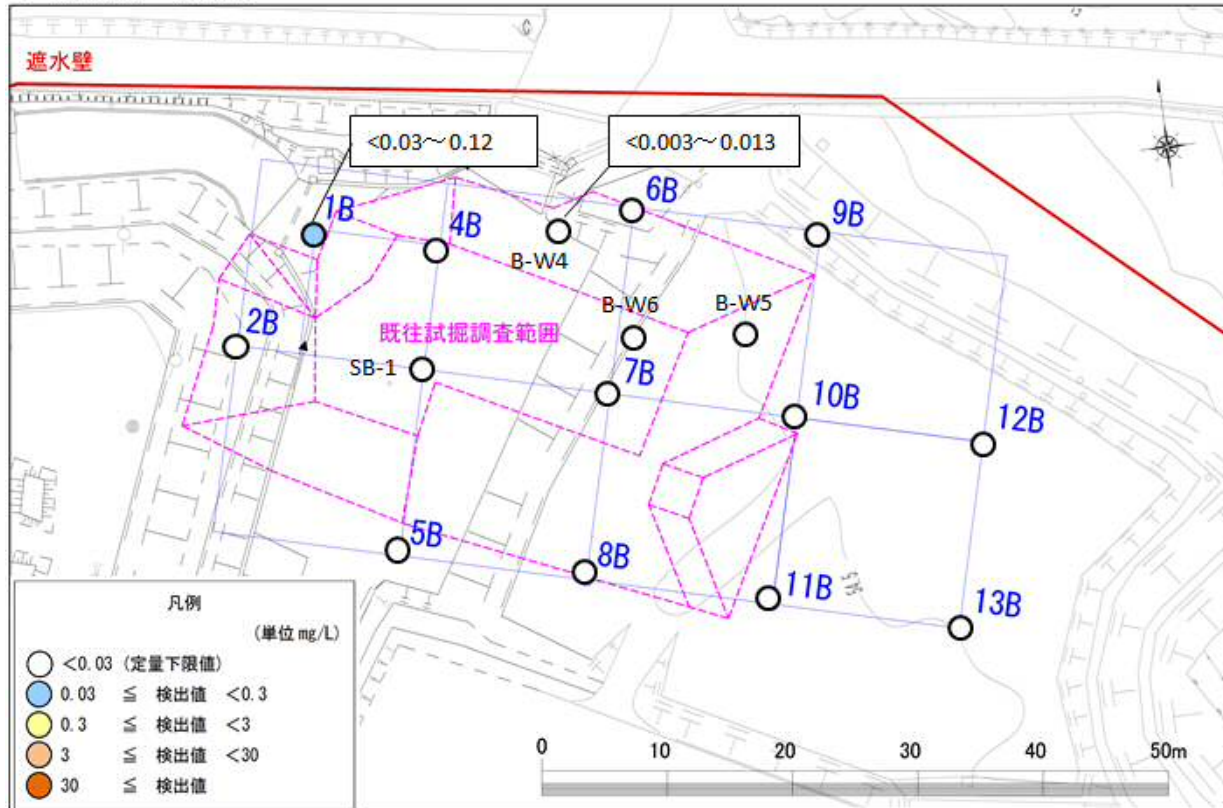 遮水壁
<0.03～0.12
<0.003～0.013
1B
4B
6B
9B
B-W4
B-W6
B-W5
2B
既往試掘調査範囲
SB-1
7B
10B
12B
5B
8B
11B
13B
凡例
(単位 mg/L)
<0.03 (定量下限値)
0.03 ≦ 検出値 <0.3
0.3 ≦ 検出値 <3
3 ≦ 検出値 <30
30 ≦ 検出値
0 10 20 30 40 50m